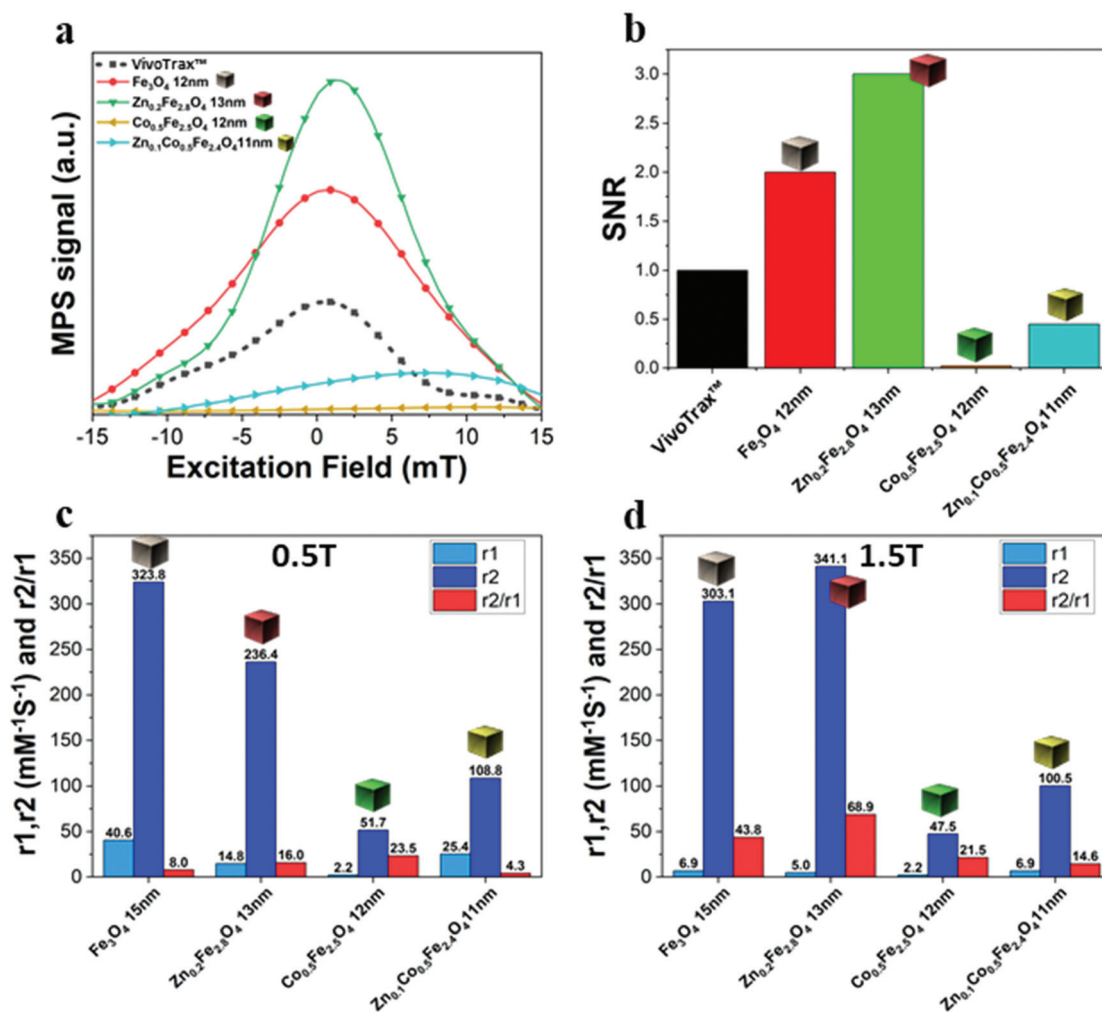 a
VivoTrax™
Fe₃O₄ 12nm
Zn₀.₂Fe₂.₈O₄ 13nm
Co₀.₅Fe₂.₅O₄ 12nm
Zn₀.₁Co₀.₅Fe₂.₄O₄11nm
MPS signal (a.u.)
-15 -10 -5 0 5 10 15
Excitation Field (mT)
b
SNR
3.0
2.5
2.0
1.5
1.0
0.5
0.0
VivoTrax™
Fe₃O₄ 12nm
Zn₀.₂Fe₂.₈O₄ 13nm
Co₀.₅Fe₂.₅O₄ 12nm
Zn₀.₁Co₀.₅Fe₂.₄O₄11nm
c
0.5T
r1
r2
r2/r1
r1,r2 (mM⁻¹S⁻¹) and r2/r1
350
300
250
200
150
100
50
0
40.6 323.8 8.0
14.8 236.4 16.0
2.2 51.7 23.5
25.4 108.8 4.3
Fe₃O₄ 15nm
Zn₀.₂Fe₂.₈O₄ 13nm
Co₀.₅Fe₂.₅O₄ 12nm
Zn₀.₁Co₀.₅Fe₂.₄O₄11nm
d
1.5T
r1
r2
r2/r1
r1,r2 (mM⁻¹S⁻¹) and r2/r1
350
300
250
200
150
100
50
0
6.9 303.1 43.8
5.0 341.1 68.9
2.2 47.5 21.5
6.9 100.5 14.6
Fe₃O₄ 15nm
Zn₀.₂Fe₂.₈O₄ 13nm
Co₀.₅Fe₂.₅O₄ 12nm
Zn₀.₁Co₀.₅Fe₂.₄O₄11nm